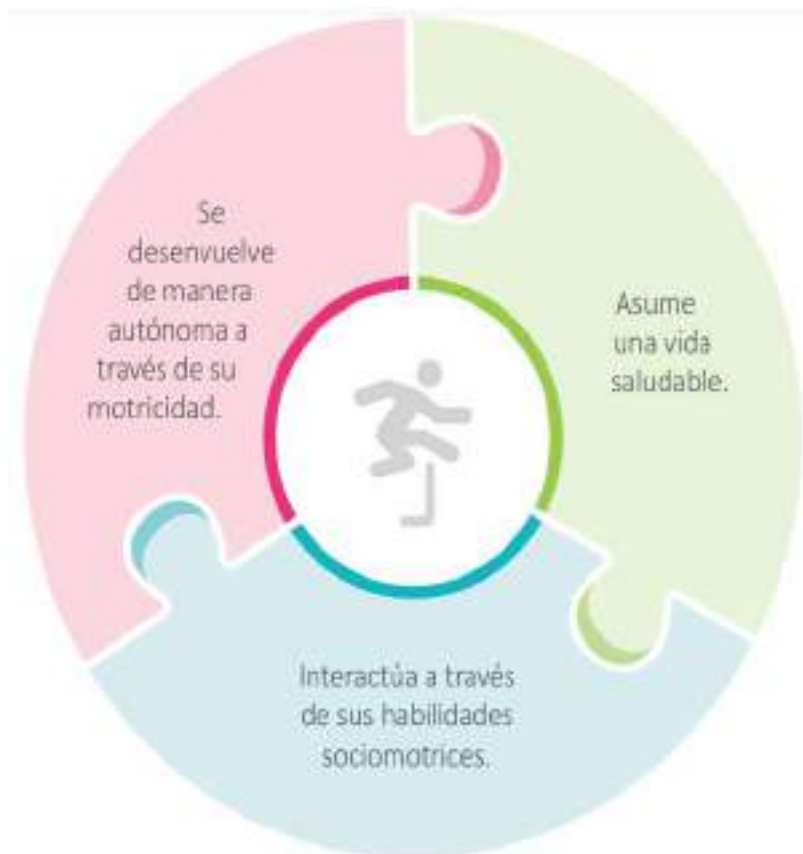 Se
desenvuelve
de manera
autónoma a
través de su
motricidad.
Asume
una vida
saludable.
Interactúa a través
de sus habilidades
sociomotrices.